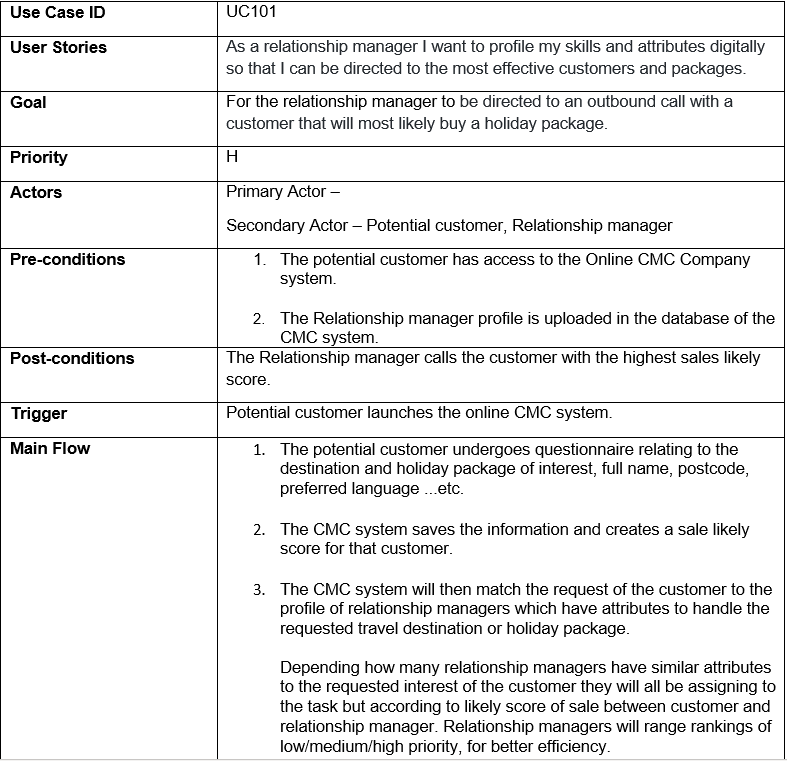 Use Case ID
UC101
User Stories
As a relationship manager I want to profile my skills and attributes digitally
so that I can be directed to the most effective customers and packages.
Goal
For the relationship manager to be directed to an outbound call with a
customer that will most likely buy a holiday package.
Priority
H
Actors
Primary Actor –
Secondary Actor – Potential customer, Relationship manager
Pre-conditions
1. The potential customer has access to the Online CMC Company
system.
2. The Relationship manager profile is uploaded in the database of the
CMC system.
Post-conditions
The Relationship manager calls the customer with the highest sales likely
score.
Trigger
Potential customer launches the online CMC system.
Main Flow
1. The potential customer undergoes questionnaire relating to the
destination and holiday package of interest, full name, postcode,
preferred language ...etc.
2. The CMC system saves the information and creates a sale likely
score for that customer.
3. The CMC system will then match the request of the customer to the
profile of relationship managers which have attributes to handle the
requested travel destination or holiday package.
Depending how many relationship managers have similar attributes
to the requested interest of the customer they will all be assigning to
the task but according to likely score of sale between customer and
relationship manager. Relationship managers will range rankings of
low/medium/high priority, for better efficiency.